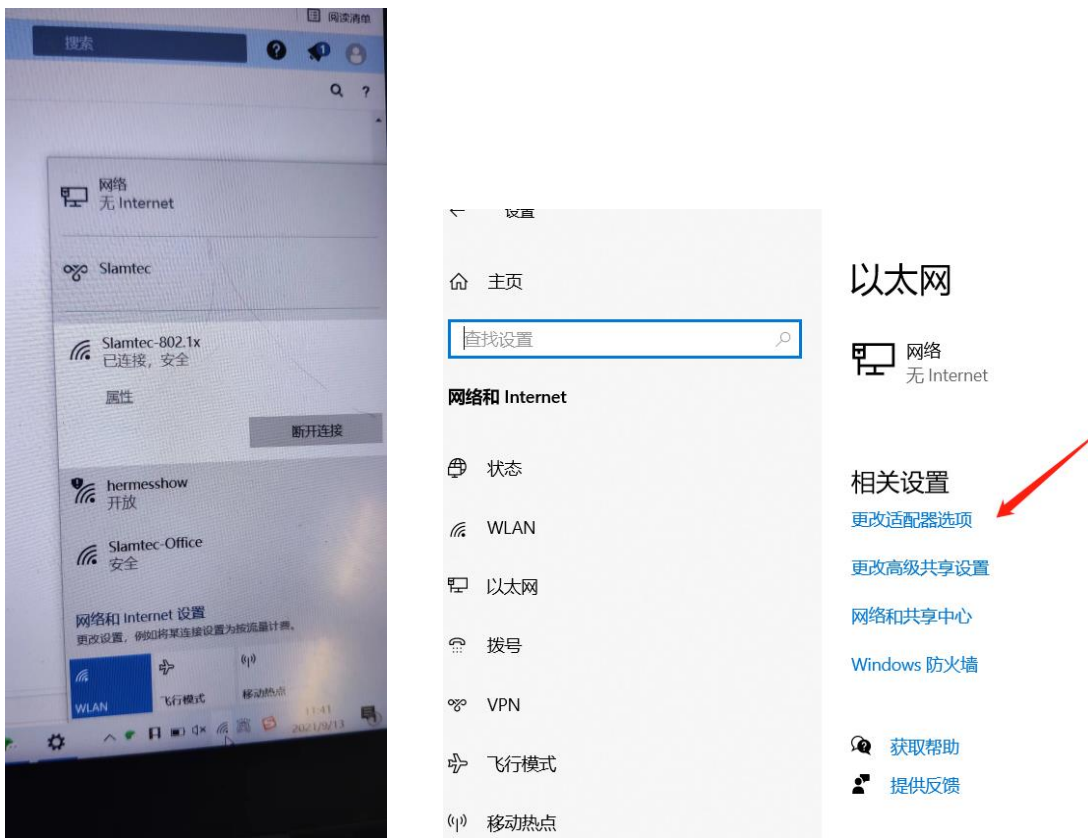 阅读清单
搜索
1
?
网络
无 Internet
Slamtec
Slamtec-802.1x
已连接，安全
属性
断开连接
hermesshow
开放
Slamtec-Office
安全
网络和 Internet 设置
更改设置，例如将某连接设置为按流量计费。
WLAN
飞行模式
移动热点
11:41
2021/9/13
设置
主页
查找设置
网络和 Internet
状态
WLAN
以太网
拨号
VPN
飞行模式
移动热点
以太网
网络
无 Internet
相关设置
更改适配器选项
更改高级共享设置
网络和共享中心
Windows 防火墙
获取帮助
提供反馈